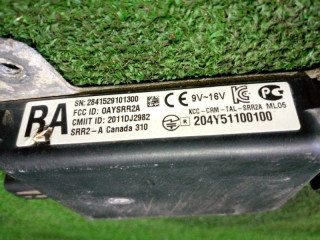 RA
SN: 2841529101300
FCC ID: OAYSRR2A
CMIIT ID: 2011DJ2982
SRR2-A Canada 310
CE 9V~16V
KCC-CRM-TAL-SRR2A ML05
R 204Y51100100